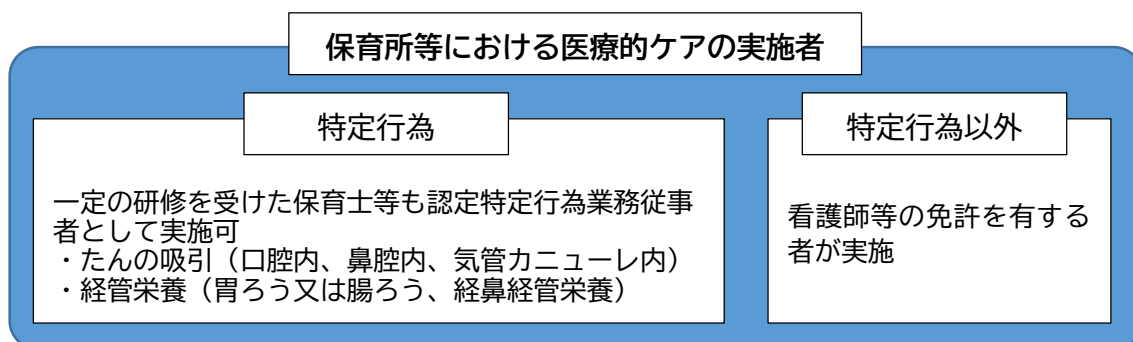 保育所等における医療的ケアの実施者
特定行為
一定の研修を受けた保育士等も認定特定行為業務従事
者として実施可
・たんの吸引（口腔内、鼻腔内、気管カニューレ内）
・経管栄養（胃ろう又は腸ろう、経鼻経管栄養）
特定行為以外
看護師等の免許を有する
者が実施